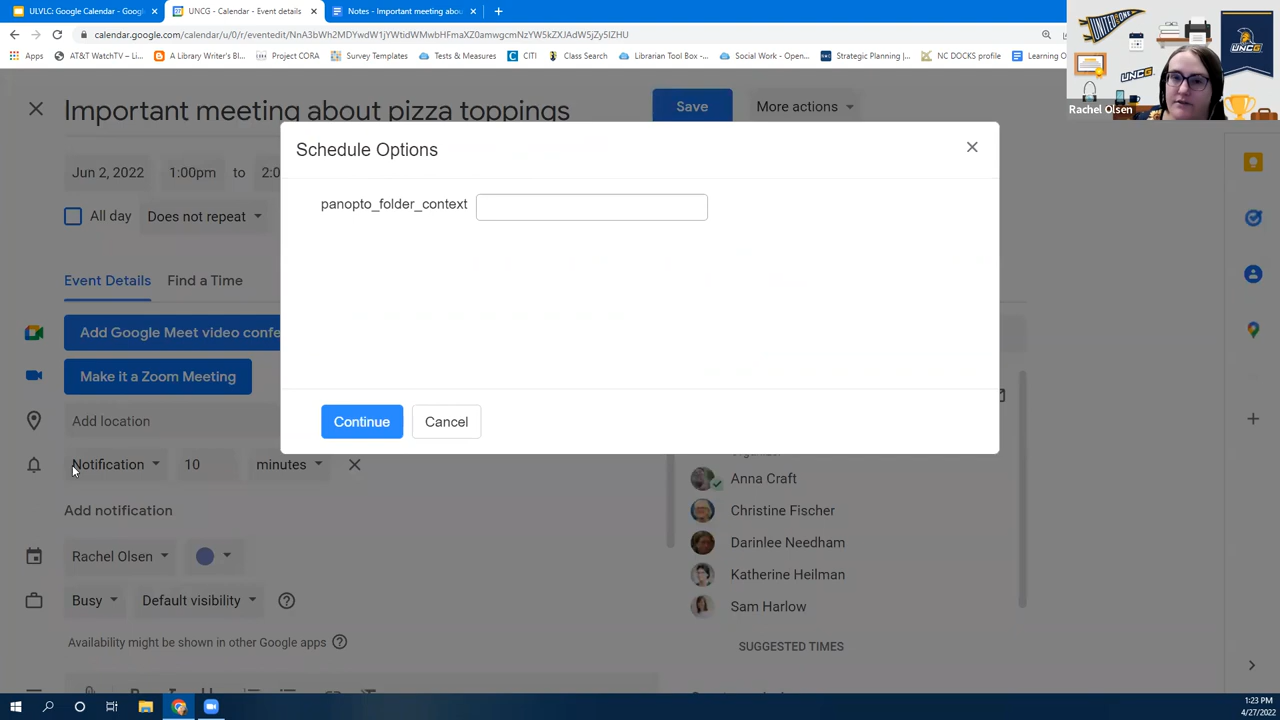 ULVLC: Google Calendar - Googl
UNCG - Calendar - Event details
Notes - Important meeting abou
calendar.google.com/calendar/u/0/r/eventedit/
Apps
AT&T WatchTV – Li...
A Library Writer's Bl...
Project CORA
Survey Templates
Tests & Measures
CITI
Class Search
Librarian Tool Box -...
Social Work - Open...
Strategic Planning |...
NC DOCKS profile
Learning O
UNITED ONE
UNCG
UNCG
Rachel Olsen
Important meeting about pizza toppings
Save
More actions
Jun 2, 2022 1:00pm to 2:0
All day Does not repeat
Schedule Options
panopto_folder_context
Continue Cancel
Event Details Find a Time
Add Google Meet video confe
Make it a Zoom Meeting
Add location
Notification 10 minutes
Add notification
Rachel Olsen
Busy Default visibility
Availability might be shown in other Google apps
Anna Craft
Christine Fischer
Darinlee Needham
Katherine Heilman
Sam Harlow
SUGGESTED TIMES
1:23 PM
4/27/2022